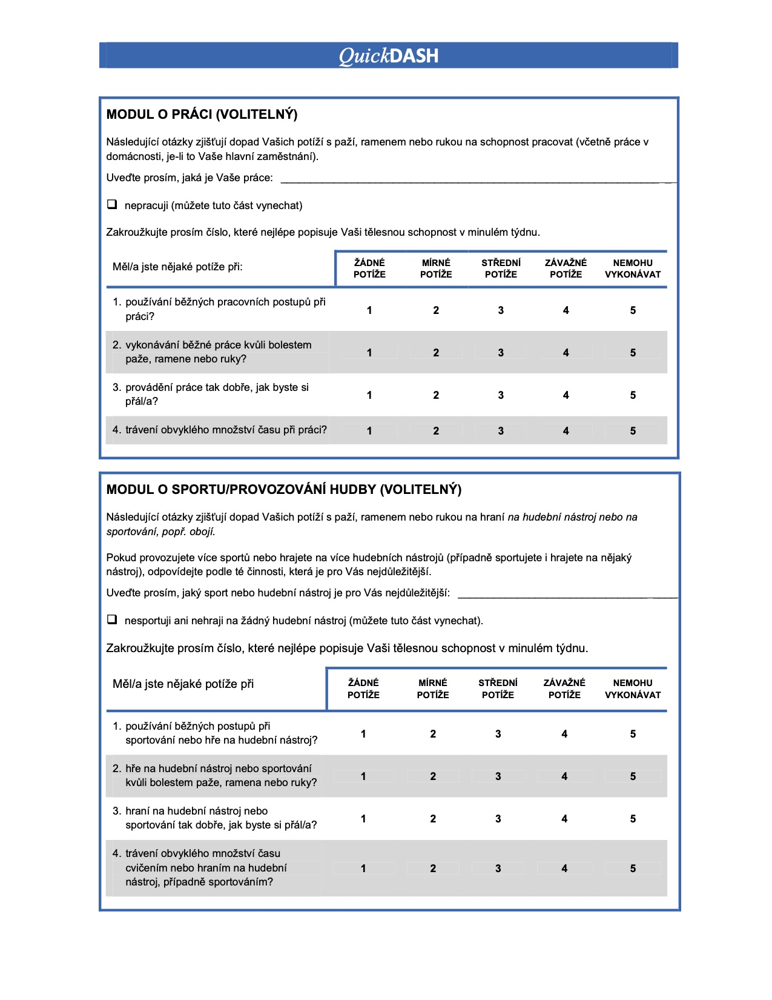 QuickDASH
MODUL O PRÁCI (VOLITELNÝ)
Následující otázky zjišťují dopad Vašich potíží s paží, ramenem nebo rukou na schopnost pracovat (včetně práce v
domácnosti, je-li to Vaše hlavní zaměstnání).
Uveďte prosím, jaká je Vaše práce:
❑ nepracuji (můžete tuto část vynechat)
Zakroužkujte prosím číslo, které nejlépe popisuje Vaši tělesnou schopnost v minulém týdnu.
Měl/a jste nějaké potíže při:
ŽÁDNÉ MÍRNÉ STŘEDNÍ ZÁVAŽNÉ NEMOHU
POTÍŽE POTÍŽE POTÍŽE POTÍŽE VYKONÁVAT
1. používání běžných pracovních postupů při
práci?
1 2 3 4 5
2. vykonávání běžné práce kvůli bolestem
paže, ramene nebo ruky?
1 2 3 4 5
3. provádění práce tak dobře, jak byste si
přál/a?
1 2 3 4 5
4. trávení obvyklého množství času při práci? 1 2 3 4 5
MODUL O SPORTU/PROVOZOVÁNÍ HUDBY (VOLITELNÝ)
Následující otázky zjišťují dopad Vašich potíží s paží, ramenem nebo rukou na hraní na hudební nástroj nebo na
sportování, popř. obojí.
Pokud provozujete více sportů nebo hrajete na více hudebních nástrojů (případně sportujete i hrajete na nějaký
nástroj), odpovídejte podle té činnosti, která je pro Vás nejdůležitější.
Uveďte prosím, jaký sport nebo hudební nástroj je pro Vás nejdůležitější:
❑ nesportuji ani nehraji na žádný hudební nástroj (můžete tuto část vynechat).
Zakroužkujte prosím číslo, které nejlépe popisuje Vaši tělesnou schopnost v minulém týdnu.
Měl/a jste nějaké potíže při
ŽÁDNÉ MÍRNÉ STŘEDNÍ ZÁVAŽNÉ NEMOHU
POTÍŽE POTÍŽE POTÍŽE POTÍŽE VYKONÁVAT
1. používání běžných postupů při
sportování nebo hře na hudební nástroj?
1 2 3 4 5
2. hře na hudební nástroj nebo sportování
kvůli bolestem paže, ramena nebo ruky?
1 2 3 4 5
3. hraní na hudební nástroj nebo
sportování tak dobře, jak byste si přál/a?
1 2 3 4 5
4. trávení obvyklého množství času
cvičením nebo hraním na hudební
nástroj, případně sportováním?
1 2 3 4 5